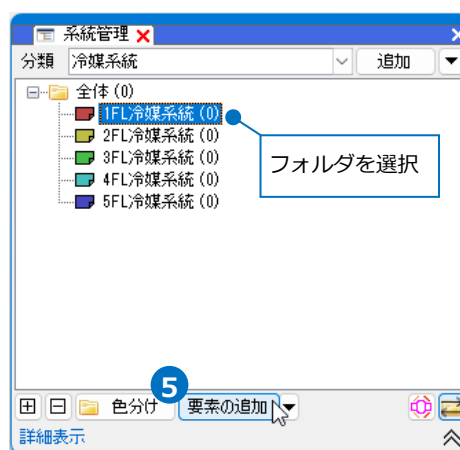 系統管理
分類 冷媒系統 追加
全体 (0)
1FL冷媒系統 (0)
2FL冷媒系統 (0)
3FL冷媒系統 (0)
4FL冷媒系統 (0)
5FL冷媒系統 (0)
フォルダを選択
5
色分け 要素の追加
詳細表示